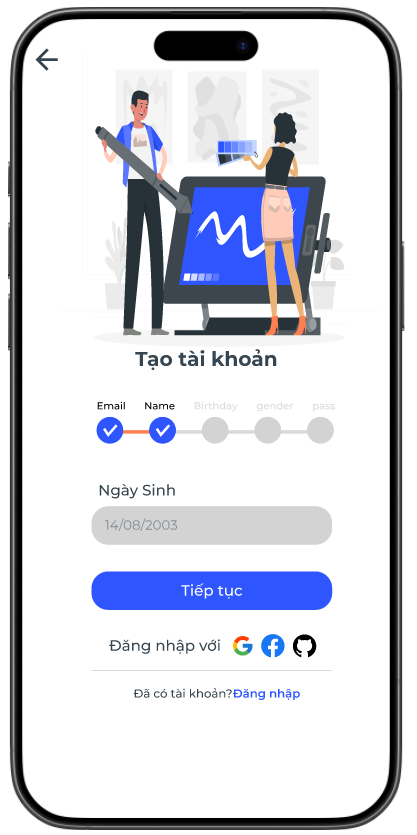 Tạo tài khoản
Email Name Birthday gender pass
Ngày Sinh
14/08/2003
Tiếp tục
Đăng nhập với
Đã có tài khoản?Đăng nhập